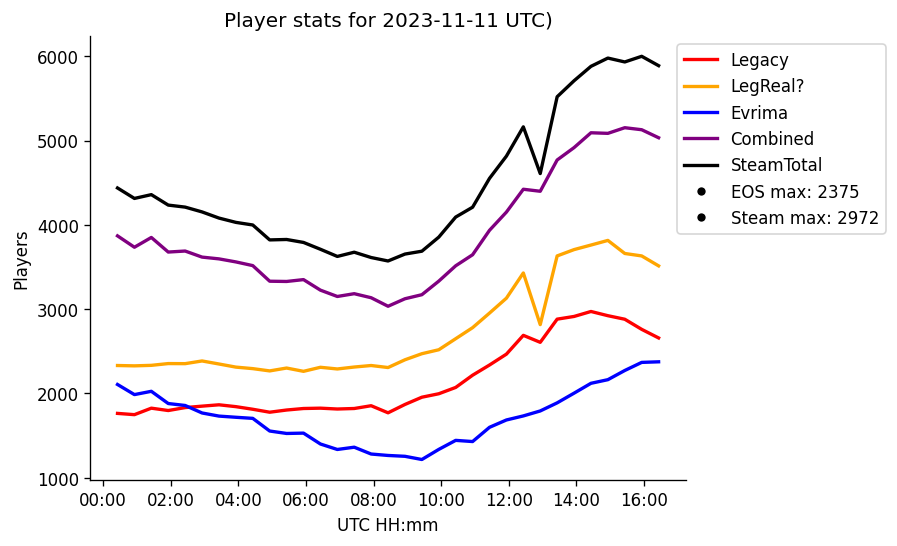 Player stats for 2023-11-11 UTC)
6000
5000
4000
3000
2000
1000
Players
00:00 02:00 04:00 06:00 08:00 10:00 12:00 14:00 16:00
UTC HH:mm
Legacy
LegReal?
Evrima
Combined
SteamTotal
EOS max: 2375
Steam max: 2972